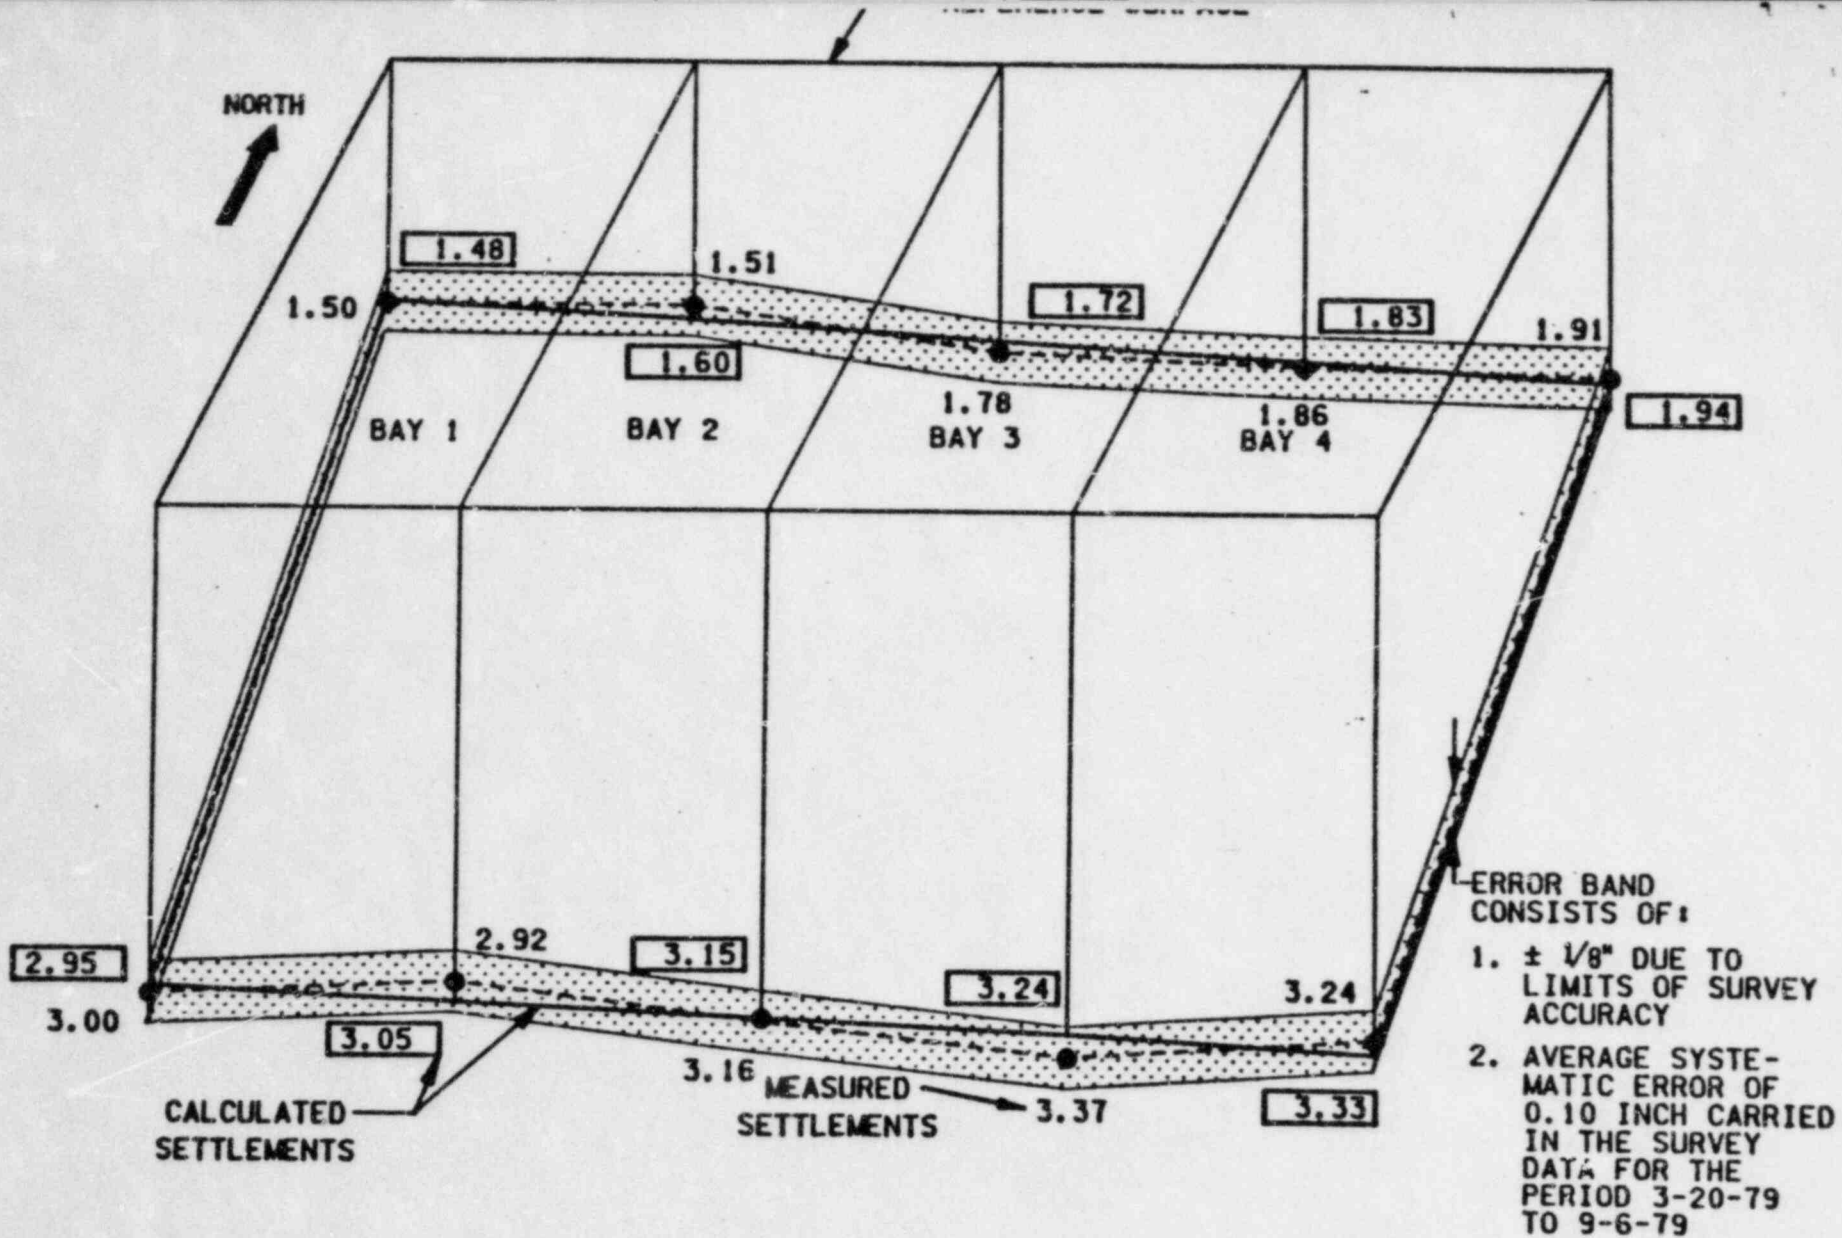 REFERENCE SURFACE
NORTH
1.48
1.51
1.50
1.72
1.83
1.91
1.60
1.78
1.86
1.94
BAY 1
BAY 2
BAY 3
BAY 4
2.95
2.92
3.15
3.24
3.24
3.00
3.05
3.16
MEASURED
SETTLEMENTS
3.37
3.33
CALCULATED
SETTLEMENTS
ERROR BAND
CONSISTS OF:
1. ± 1/8" DUE TO
LIMITS OF SURVEY
ACCURACY
2. AVERAGE SYSTE-
MATIC ERROR OF
0.10 INCH CARRIED
IN THE SURVEY
DATA FOR THE
PERIOD 3-20-79
TO 9-6-79